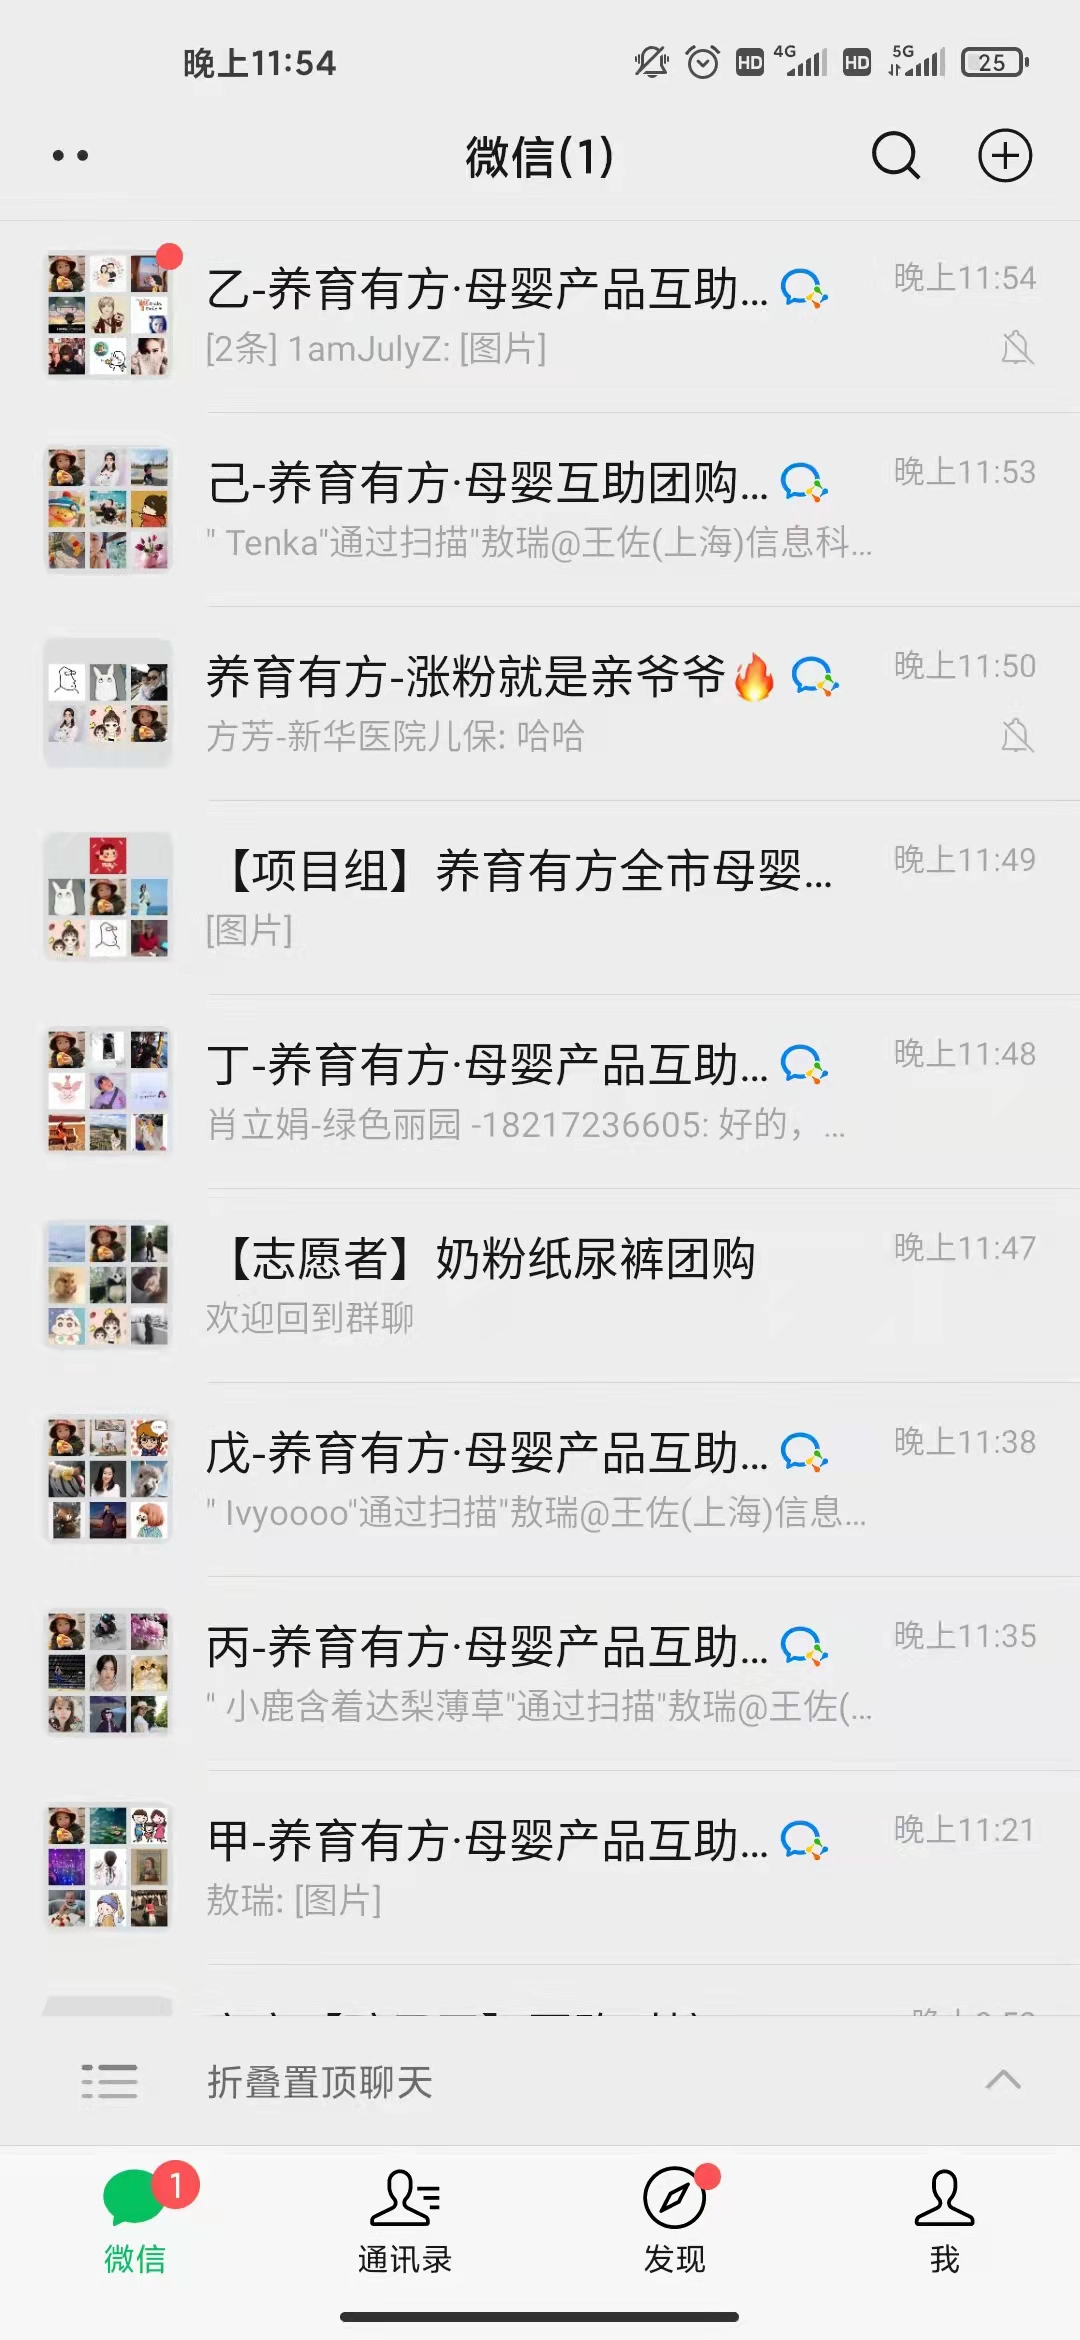 晚上11:54
HD 4G HD 5G 25
微信(1)
乙-养育有方·母婴产品互助...
晚上11:54
[2条] 1amJulyZ: [图片]
己-养育有方·母婴互助团购...
晚上11:53
" Tenka"通过扫描"敖瑞@王佐(上海)信息科...
养育有方-涨粉就是亲爷爷🔥
晚上11:50
方芳-新华医院儿保: 哈哈
【项目组】养育有方全市母婴...
晚上11:49
[图片]
丁-养育有方·母婴产品互助...
晚上11:48
肖立娟-绿色丽园 -18217236605: 好的，...
【志愿者】奶粉纸尿裤团购
晚上11:47
欢迎回到群聊
戊-养育有方·母婴产品互助...
晚上11:38
" Ivyoooo"通过扫描"敖瑞@王佐(上海)信息...
丙-养育有方·母婴产品互助...
晚上11:35
" 小鹿含着达梨薄草"通过扫描"敖瑞@王佐(...
甲-养育有方·母婴产品互助...
晚上11:21
敖瑞: [图片]
折叠置顶聊天
1
微信
通讯录
发现
我